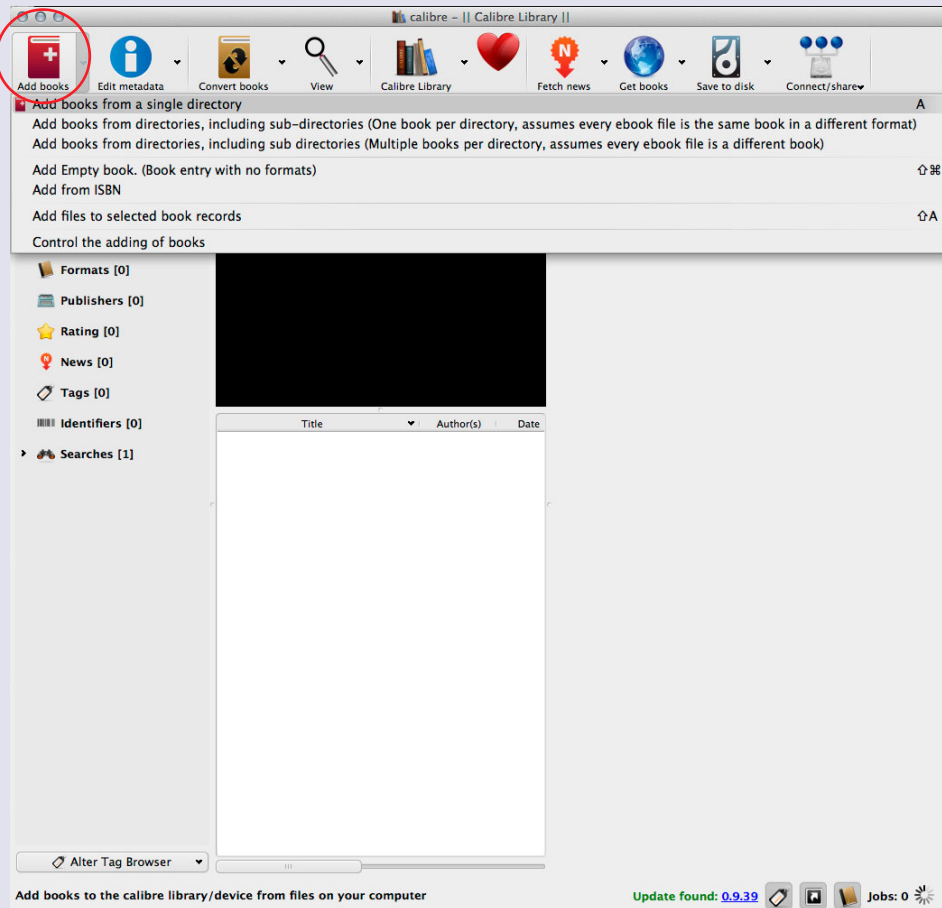 calibre - || Calibre Library ||
Add books Edit metadata Convert books View Calibre Library Fetch news Get books Save to disk Connect/share
Add books from a single directory A
Add books from directories, including sub-directories (One book per directory, assumes every ebook file is the same book in a different format)
Add books from directories, including sub directories (Multiple books per directory, assumes every ebook file is a different book)
Add Empty book. (Book entry with no formats) ⇧⌘
Add from ISBN
Add files to selected book records ⇧A
Control the adding of books
Formats [0]
Publishers [0]
Rating [0]
News [0]
Tags [0]
Identifiers [0]
Title Author(s) Date
Searches [1]
Alter Tag Browser
Add books to the calibre library/device from files on your computer Update found: 0.9.39 Jobs: 0